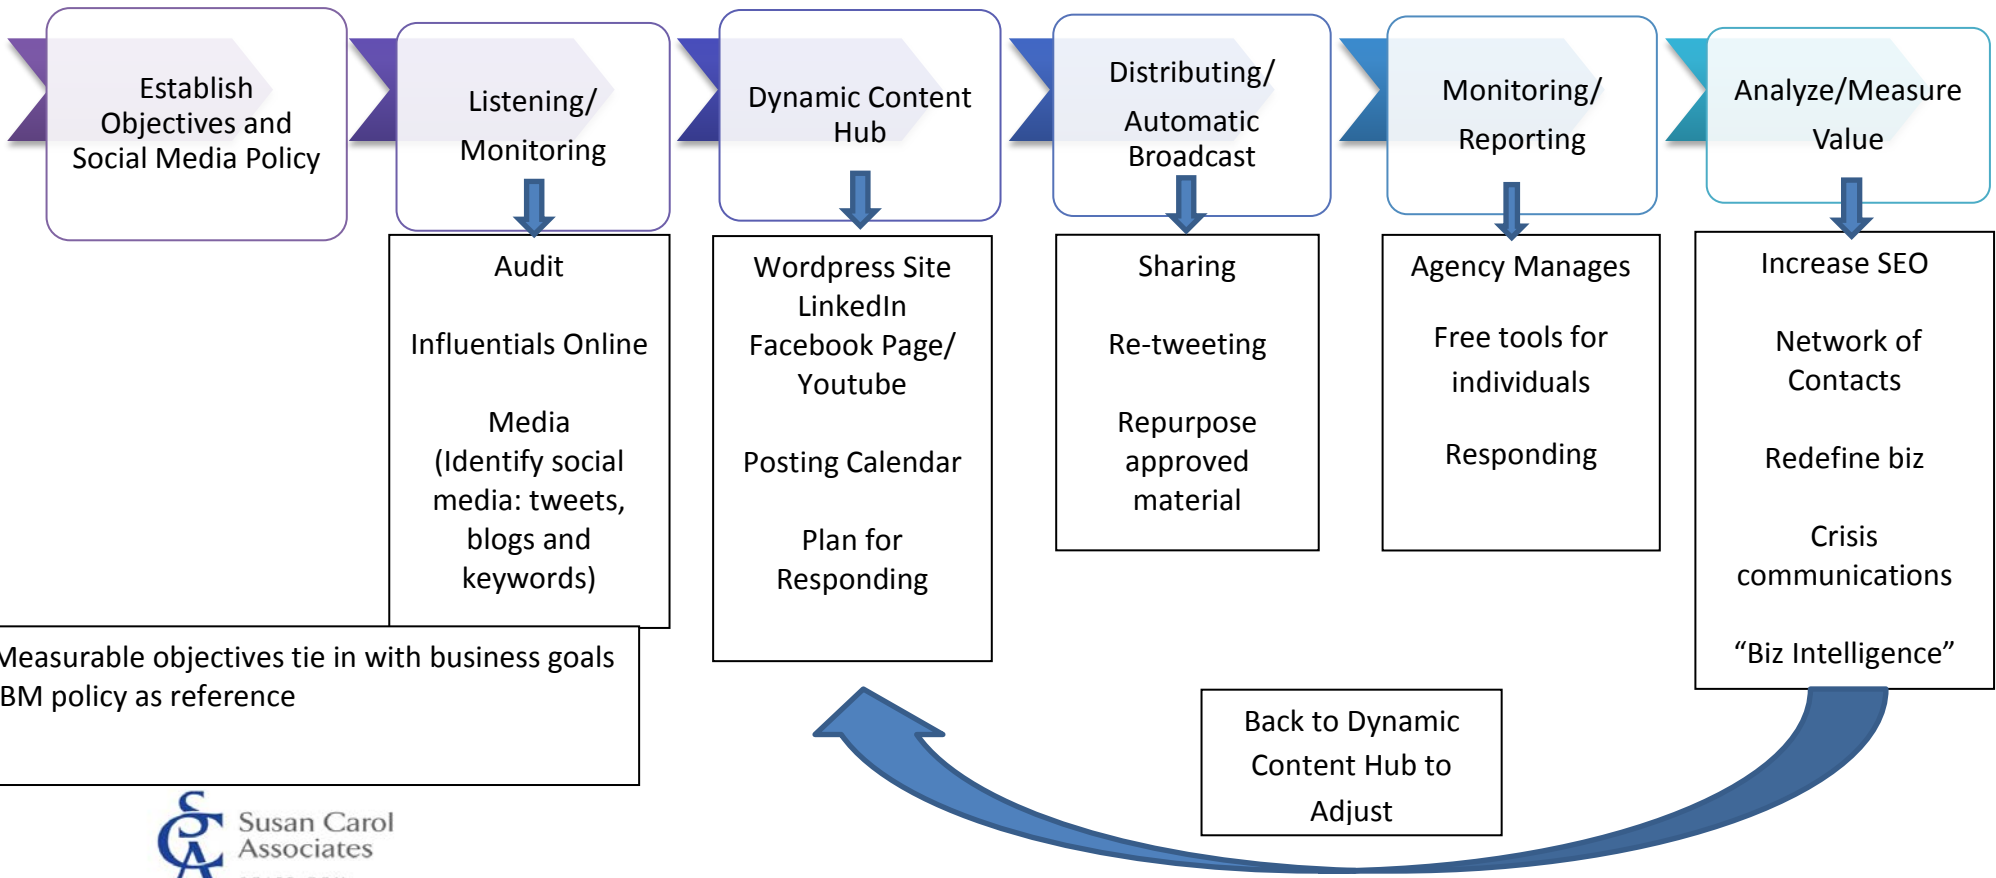 Establish
Objectives and
Social Media Policy
Listening/
Monitoring
Dynamic Content
Hub
Distributing/
Automatic
Broadcast
Monitoring/
Reporting
Analyze/Measure
Value
Audit
Influentials Online
Media
(Identify social
media: tweets,
blogs and
keywords)
Wordpress Site
LinkedIn
Facebook Page/
Youtube
Posting Calendar
Plan for
Responding
Sharing
Re-tweeting
Repurpose
approved
material
Agency Manages
Free tools for
individuals
Responding
Increase SEO
Network of
Contacts
Redefine biz
Crisis
communications
“Biz Intelligence”
Measurable objectives tie in with business goals
BM policy as reference
Back to Dynamic
Content Hub to
Adjust
SCA
Susan Carol
Associates